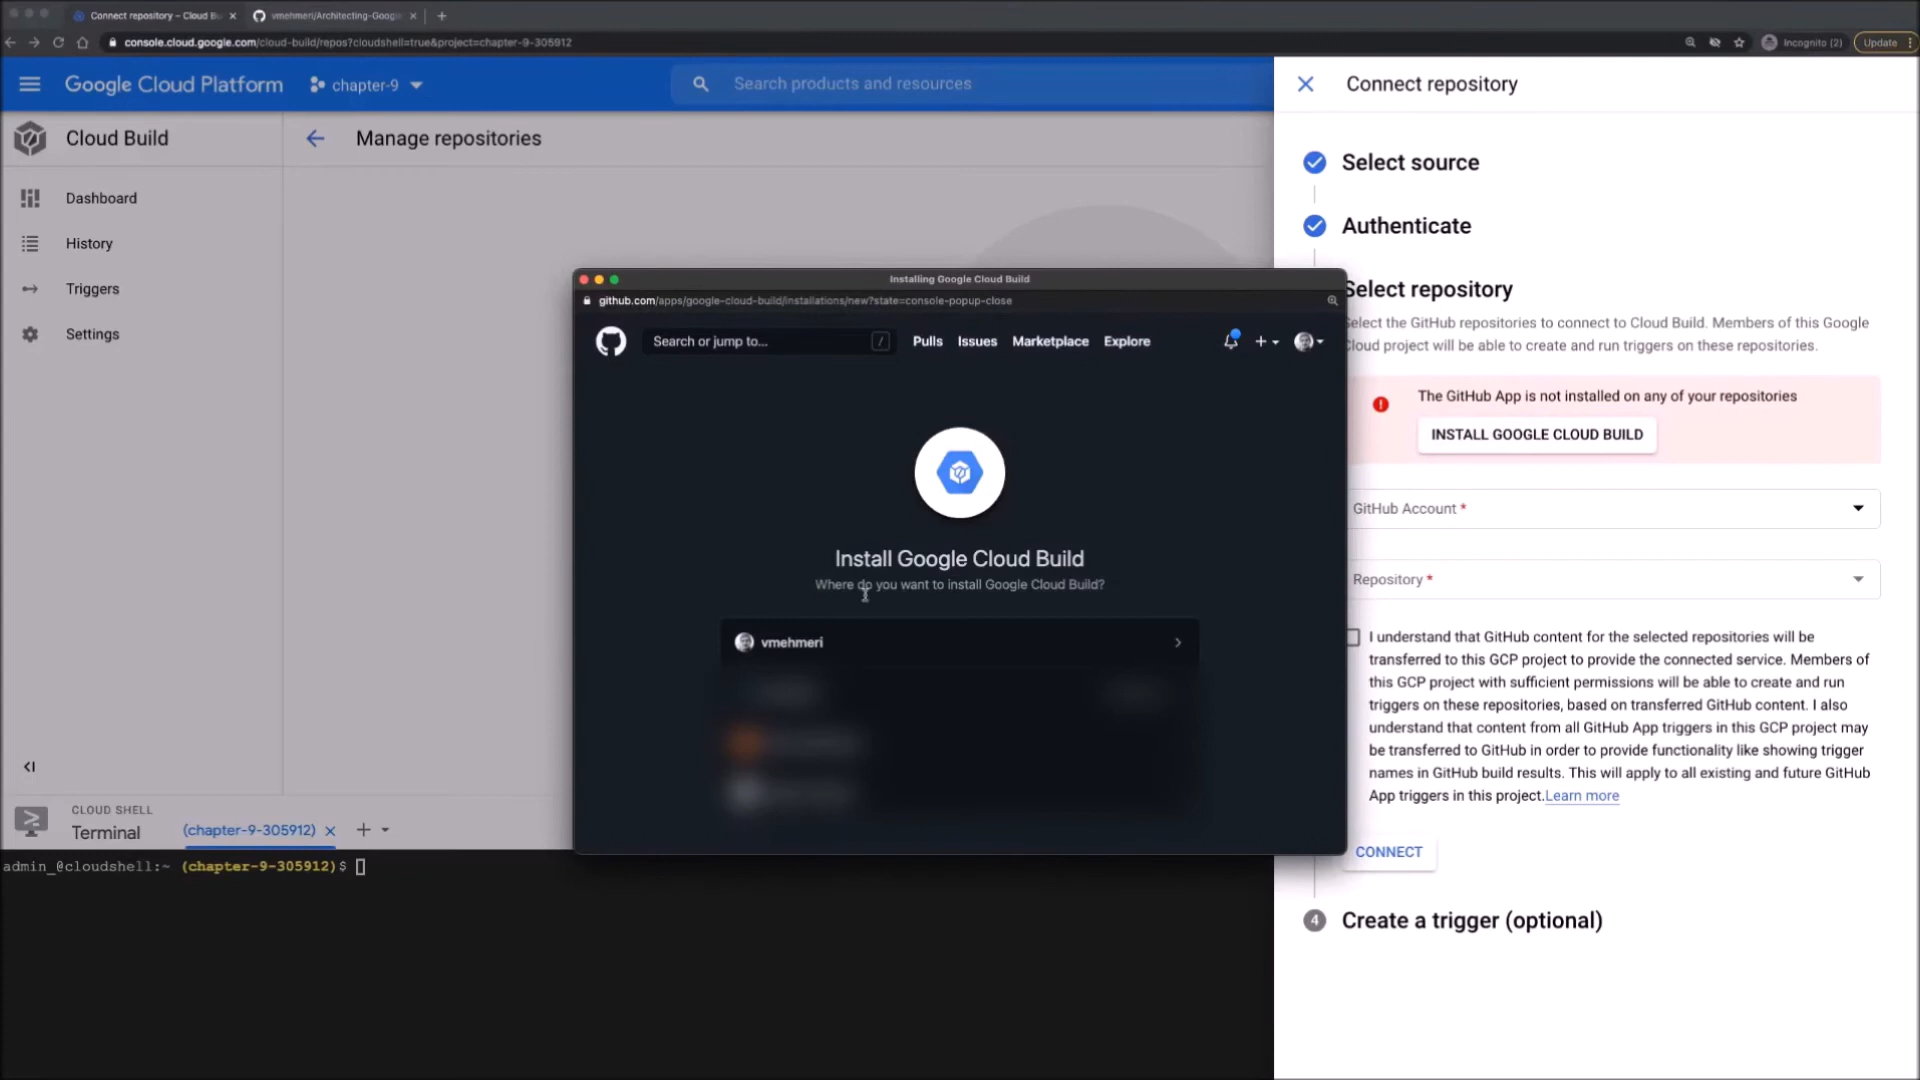 Connect repository – Cloud Bu
vmehmeri/Architecting-Google
console.cloud.google.com/cloud-build/repos?cloudshell=true&project=chapter-9-305912
Incognito (2)
Update
Google Cloud Platform
chapter-9
Search products and resources
Cloud Build
Manage repositories
Dashboard
History
Triggers
Settings
CLOUD SHELL
Terminal
(chapter-9-305912)
admin_@cloudshell:~ (chapter-9-305912)$
Installing Google Cloud Build
github.com/apps/google-cloud-build/installations/new?state=console-popup-close
Search or jump to...
/
Pulls
Issues
Marketplace
Explore
Install Google Cloud Build
Where do you want to install Google Cloud Build?
vmehmeri
Connect repository
Select source
Authenticate
Select repository
Select the GitHub repositories to connect to Cloud Build. Members of this Google
Cloud project will be able to create and run triggers on these repositories.
The GitHub App is not installed on any of your repositories
INSTALL GOOGLE CLOUD BUILD
GitHub Account *
Repository *
I understand that GitHub content for the selected repositories will be
transferred to this GCP project to provide the connected service. Members of
this GCP project with sufficient permissions will be able to create and run
triggers on these repositories, based on transferred GitHub content. I also
understand that content from all GitHub App triggers in this GCP project may
be transferred to GitHub in order to provide functionality like showing trigger
names in GitHub build results. This will apply to all existing and future GitHub
App triggers in this project. Learn more
CONNECT
4 Create a trigger (optional)